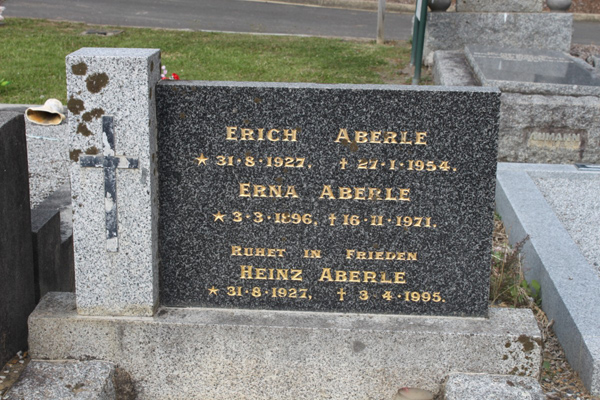 ERICH ABERLE
★ 31·8·1927, ✝ 27·1·1954.
ERNA ABERLE
★ 3·3·1896, ✝ 16·11·1971.
RUHET IN FRIEDEN
HEINZ ABERLE
★ 31·8·1927, ✝ 3·4·1995.